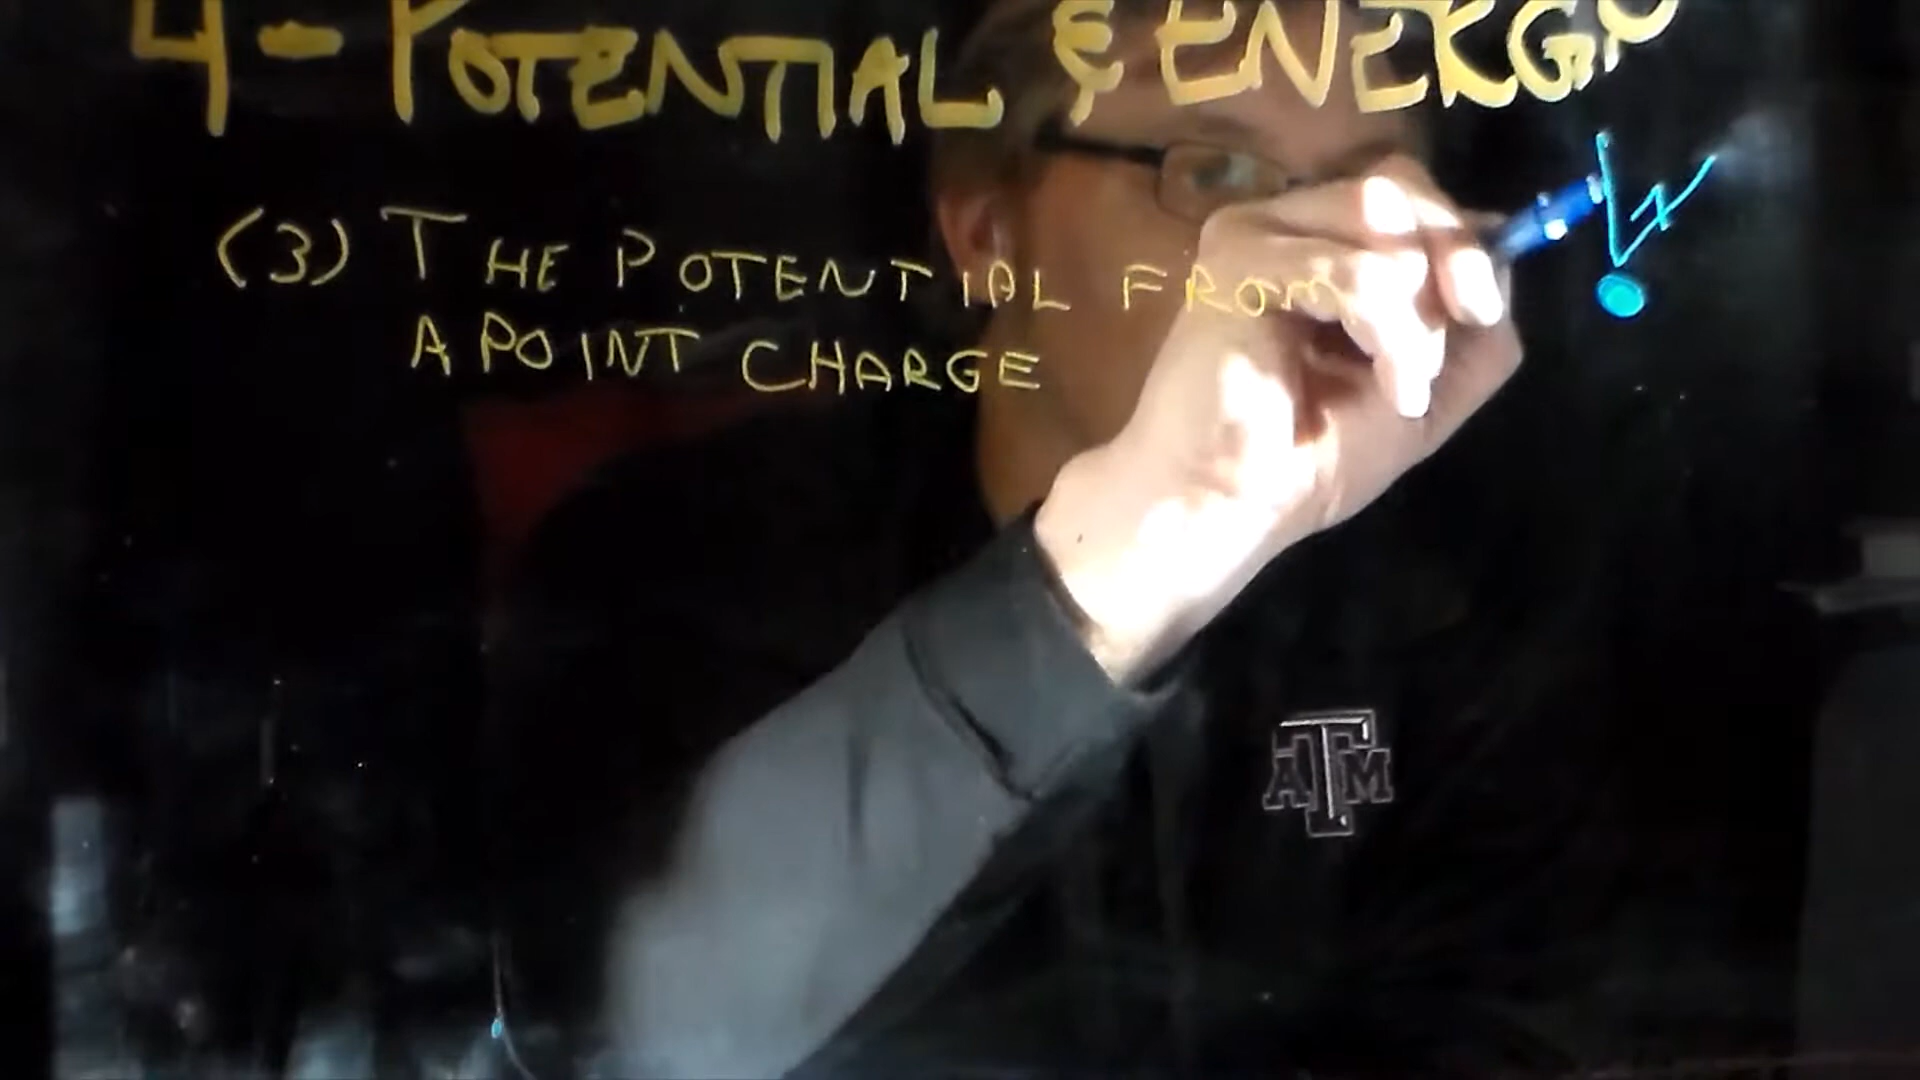 4 - POTENTIAL & ENERGY
(3) THE POTENTIAL FROM
A POINT CHARGE
ATM